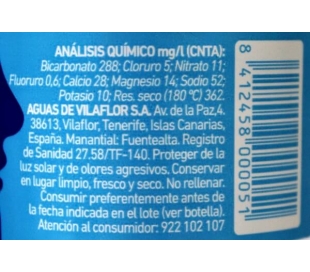 ANÁLISIS QUÍMICO mg/l (CNTA):
Bicarbonato 288; Cloruro 5; Nitrato 11;
Fluoruro 0,6; Calcio 28; Magnesio 14; Sodio 52;
Potasio 10; Res. seco (180 °C) 362.
AGUAS DE VILAFLOR S.A. Av. de la Paz,4.
38613, Vilaflor, Tenerife, Islas Canarias,
España. Manantial: Fuentealta. Registro
de Sanidad 27.58/TF-140. Proteger de la
luz solar y de olores agresivos. Conservar
en lugar limpio, fresco y seco. No rellenar.
Consumir preferentemente antes de
la fecha indicada en el lote (ver botella).
Atención al consumidor: 922 102 107
8 412458 000051